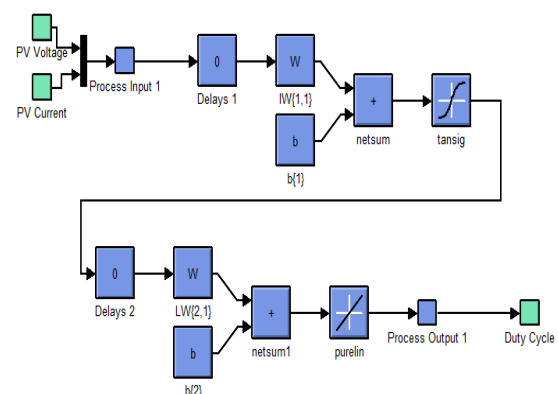 PV Voltage
PV Current
Process Input 1
0
Delays 1
W
IW{1,1}
b
b{1}
+
netsum
tansig
0
Delays 2
W
LW{2,1}
b
b{2}
+
netsum1
purelin
Process Output 1
Duty Cycle